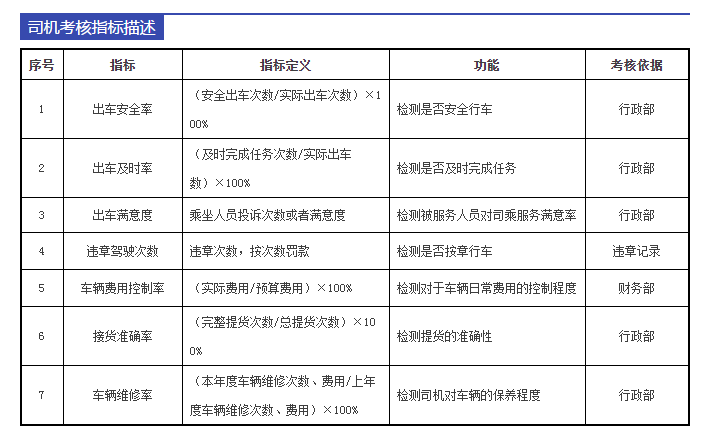 司机考核指标描述
序号 指标 指标定义 功能 考核依据
1 出车安全率 （安全出车次数/实际出车次数）×1 检测是否安全行车 行政部
00%
2 出车及时率 （及时完成任务次数/实际出车 检测是否及时完成任务 行政部
数）×100%
3 出车满意度 乘坐人员投诉次数或者满意度 检测被服务人员对司乘服务满意率 行政部
4 违章驾驶次数 违章次数，按次数罚款 检测是否按章行车 违章记录
5 车辆费用控制率 （实际费用/预算费用）×100% 检测对于车辆日常费用的控制程度 财务部
6 接货准确率 （完整提货次数/总提货次数）×10 检测提货的准确性 行政部
0%
7 车辆维修率 （本年度车辆维修次数、费用/上年 检测司机对车辆的保养程度 行政部
度车辆维修次数、费用）×100%